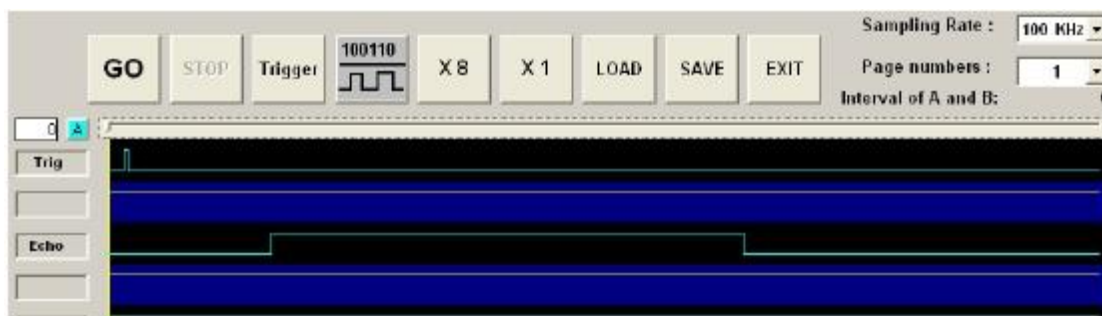 Sampling Rate : 100 KHz
GO STOP Trigger 100110 X 8 X 1 LOAD SAVE EXIT
Page numbers : 1
Interval of A and B:
0 A
Trig
Echo